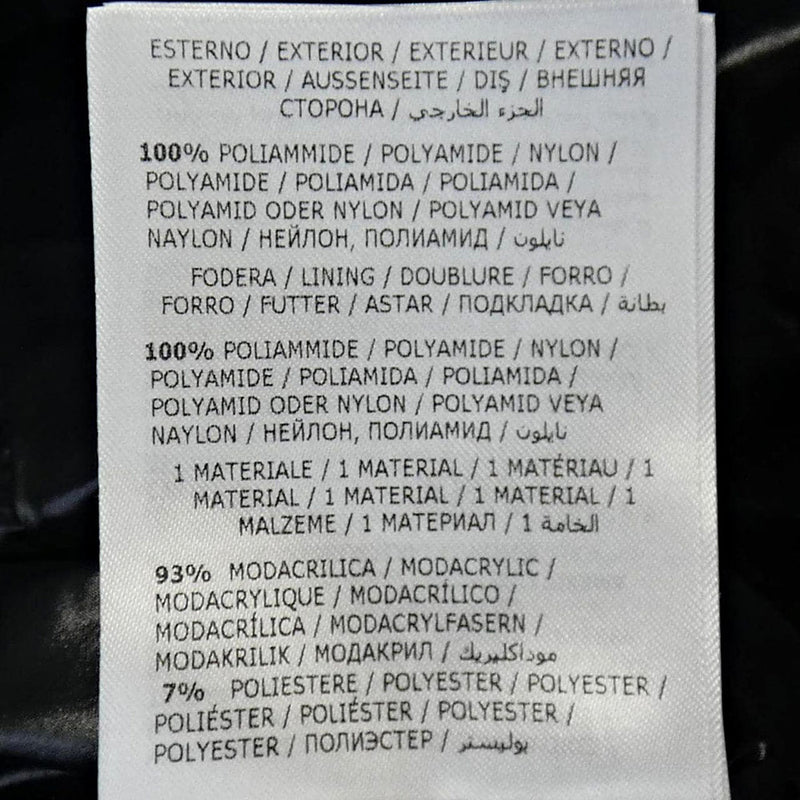 ESTERNO / EXTERIOR / EXTERIEUR / EXTERNO /
EXTERIOR / AUSSENSEITE / DIŞ / ВНЕШНЯЯ
СТОРОНА / الجزء الخارجي
100% POLIAMMIDE / POLYAMIDE / NYLON /
POLYAMIDE / POLIAMIDA / POLIAMIDA /
POLYAMID ODER NYLON / POLYAMID VEYA
NAYLON / НЕЙЛОН, ПОЛИАМИД / نايلون
FODERA / LINING / DOUBLURE / FORRO /
FORRO / FUTTER / ASTAR / ПОДКЛАДКА / بطانة
100% POLIAMMIDE / POLYAMIDE / NYLON /
POLYAMIDE / POLIAMIDA / POLIAMIDA /
POLYAMID ODER NYLON / POLYAMID VEYA
NAYLON / НЕЙЛОН, ПОЛИАМИД / نايلون
1 MATERIALE / 1 MATERIAL / 1 MATÉRIAU / 1
MATERIAL / 1 MATERIAL / 1 MATERIAL / 1
MALZEME / 1 МАТЕРИАЛ / 1 الخامة
93% MODACRILICA / MODACRYLIC /
MODACRYLIQUE / MODACRÍLICO /
MODACRÍLICA / MODACRYLFASERN /
MODAKRILIK / МОДАКРИЛ / موداكليريك
7% POLIESTERE / POLYESTER / POLYESTER /
POLIÉSTER / POLIÉSTER / POLYESTER /
POLYESTER / ПОЛИЭСТЕР / بوليستر